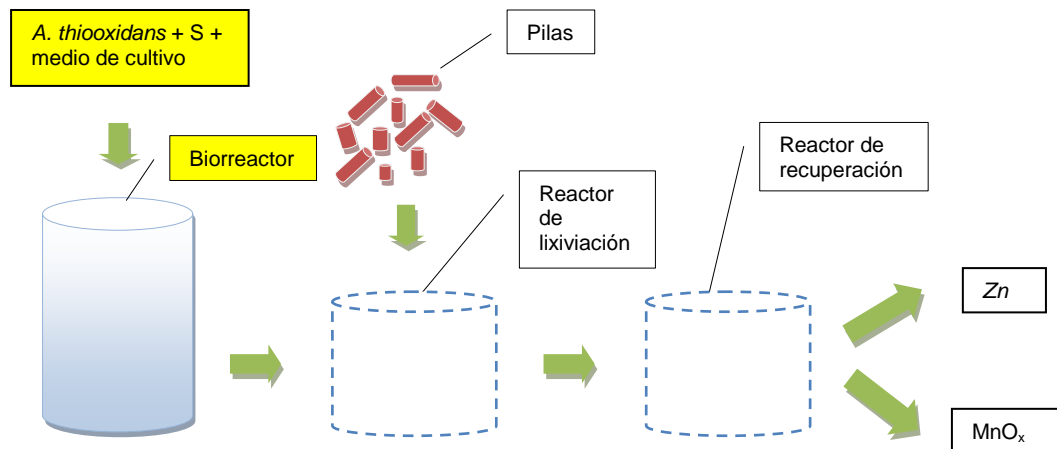 A. thiooxidans + S +
medio de cultivo
Pilas
Biorreactor
Reactor de
recuperación
Reactor
de
lixiviación
Zn
MnOₓ